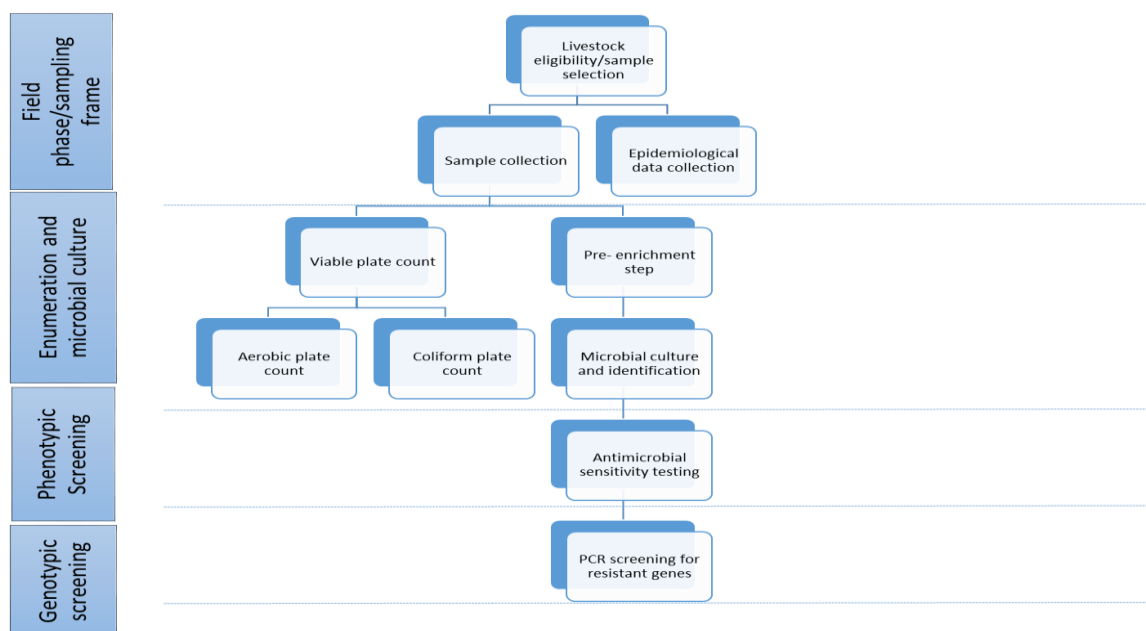 Field
phase/sampling
frame
Livestock
eligibility/sample
selection
Sample collection
Epidemiological
data collection
Enumeration and
microbial culture
Viable plate count
Pre- enrichment
step
Aerobic plate
count
Coliform plate
count
Microbial culture
and identification
Phenotypic
Screening
Antimicrobial
sensitivity testing
Genotypic
screening
PCR screening for
resistant genes